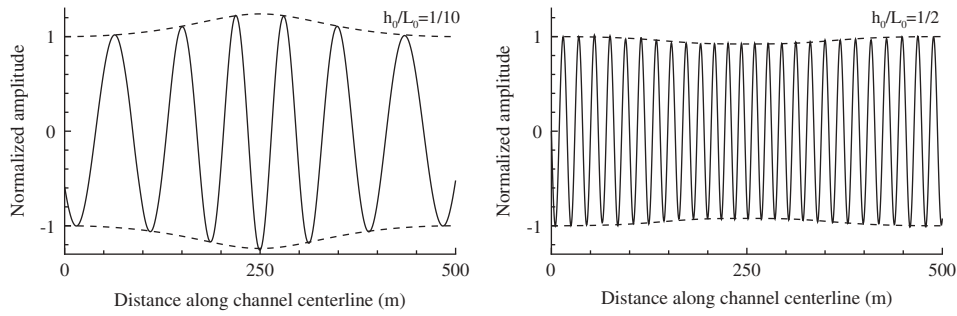 h0/L0=1/10
Normalized amplitude
1
0
-1
0
250
500
Distance along channel centerline (m)
h0/L0=1/2
Normalized amplitude
1
0
-1
0
250
500
Distance along channel centerline (m)